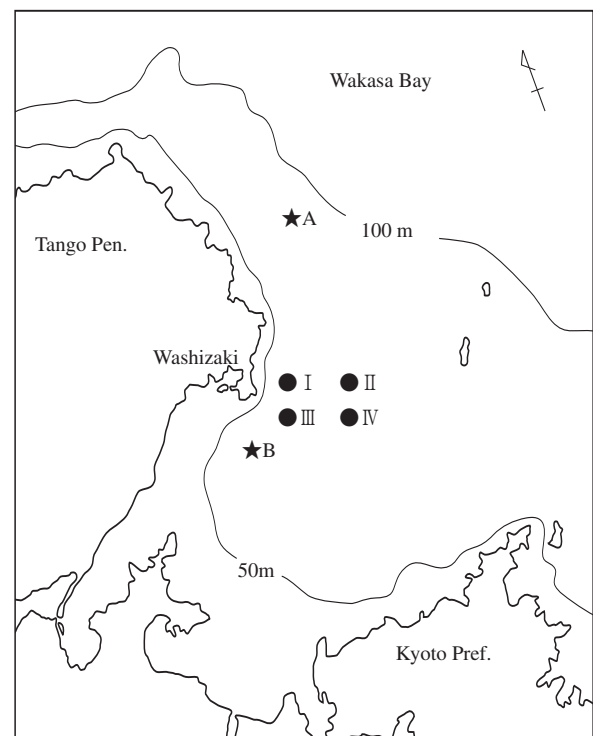 Wakasa Bay
★A
100 m
Tango Pen.
Washizaki
● Ⅰ ● Ⅱ
● Ⅲ ● Ⅳ
★B
50m
Kyoto Pref.